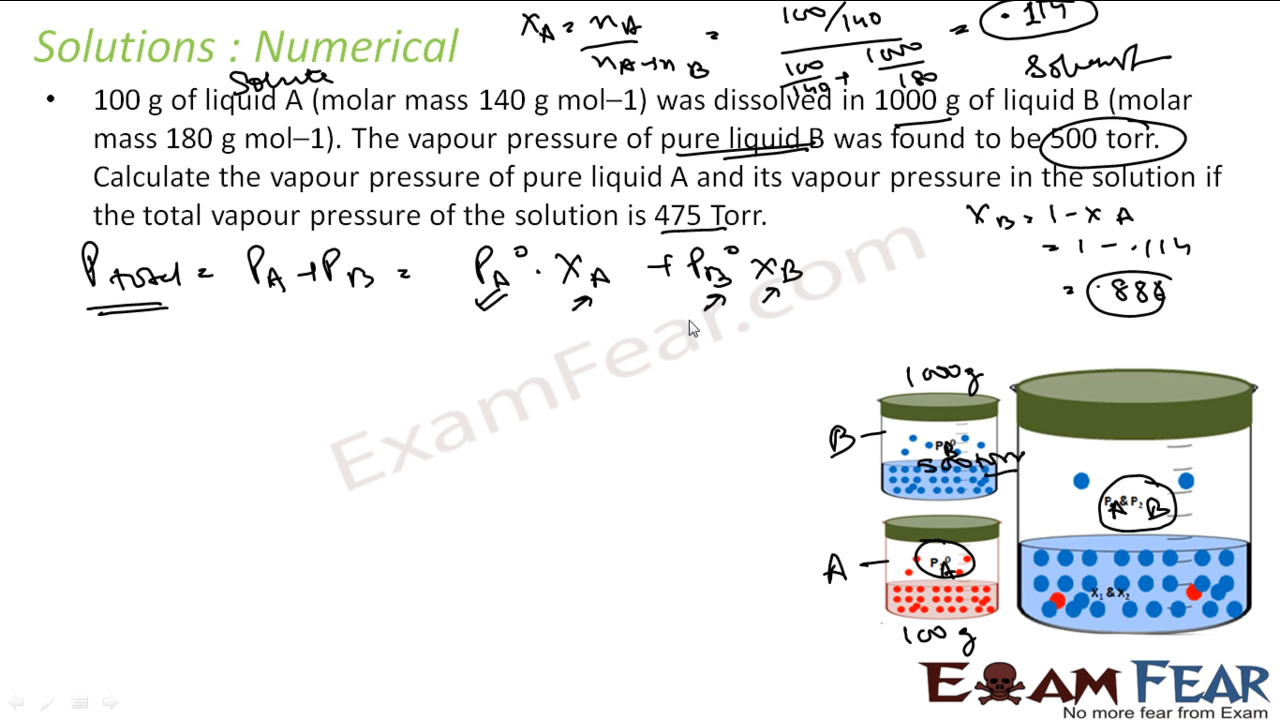 Solutions : Numerical
xA = nA / nA + nB = 100/140 / 100/140 + 1000/180 = .114
Solute
Solvent
• 100 g of liquid A (molar mass 140 g mol–1) was dissolved in 1000 g of liquid B (molar
mass 180 g mol–1). The vapour pressure of pure liquid B was found to be 500 torr.
Calculate the vapour pressure of pure liquid A and its vapour pressure in the solution if
the total vapour pressure of the solution is 475 Torr.
xB = 1 - xA
= 1 - .114
= .886
Ptotal = PA + PB = PA° . xA + PB° xB
ExamFear.com
1000 g
B
500 torr
A B
A
A
X1 & X2
100 g
EXAM FEAR
No more fear from Exam